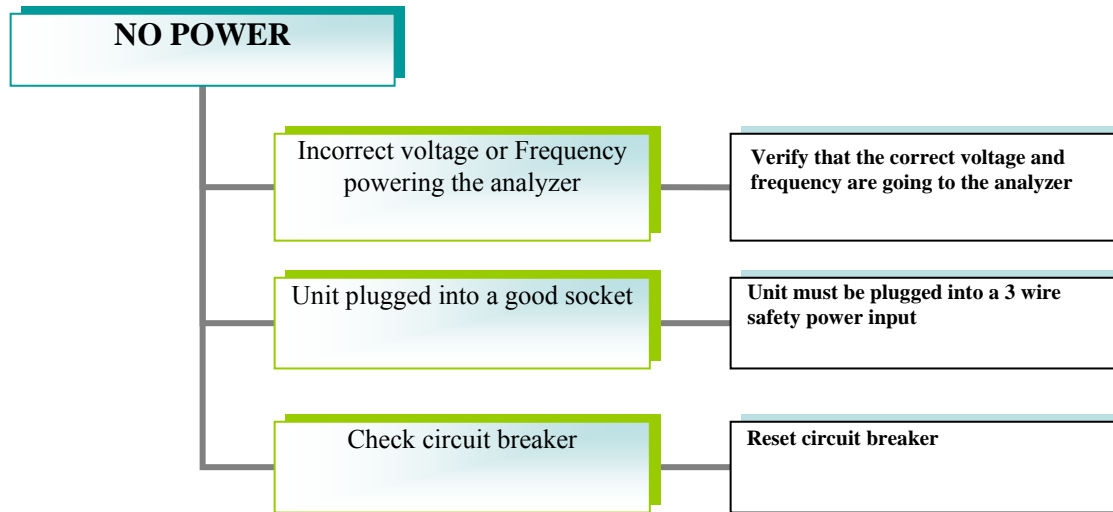 NO POWER
Incorrect voltage or Frequency
powering the analyzer
Verify that the correct voltage and
frequency are going to the analyzer
Unit plugged into a good socket
Unit must be plugged into a 3 wire
safety power input
Check circuit breaker
Reset circuit breaker